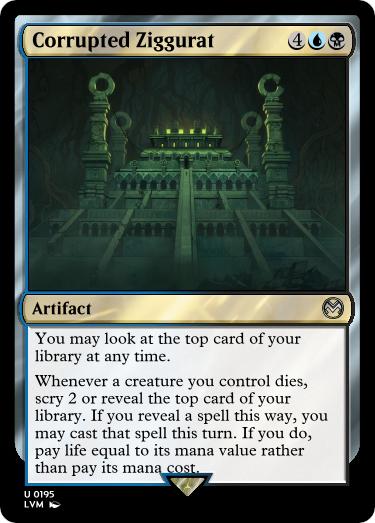 Corrupted Ziggurat 4
Artifact
You may look at the top card of your
library at any time.
Whenever a creature you control dies,
scry 2 or reveal the top card of your
library. If you reveal a spell this way, you
may cast that spell this turn. If you do,
pay life equal to its mana value rather
than pay its mana cost.
U 0195
LVM